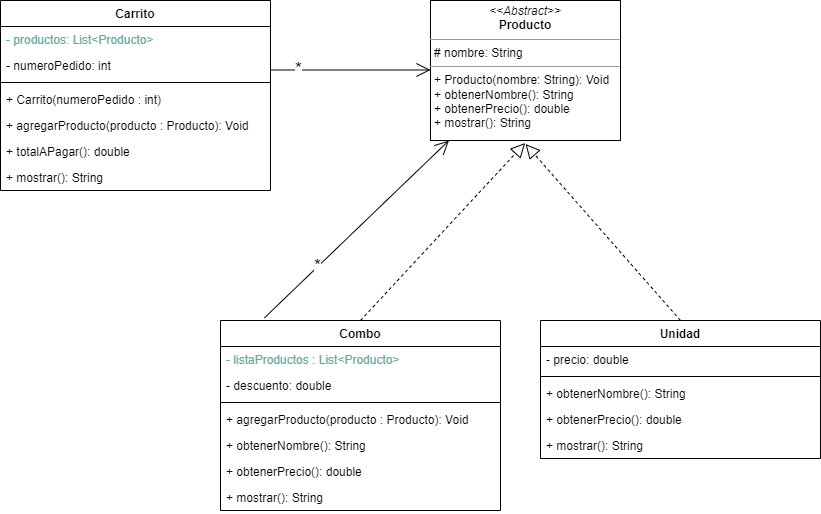 Carrito
- productos: List<Producto>
- numeroPedido: int
+ Carrito(numeroPedido : int)
+ agregarProducto(producto : Producto): Void
+ totalAPagar(): double
+ mostrar(): String
*
<<Abstract>>
Producto
# nombre: String
+ Producto(nombre: String): Void
+ obtenerNombre(): String
+ obtenerPrecio(): double
+ mostrar(): String
*
Combo
- listaProductos : List<Producto>
- descuento: double
+ agregarProducto(producto : Producto): Void
+ obtenerNombre(): String
+ obtenerPrecio(): double
+ mostrar(): String
Unidad
- precio: double
+ obtenerNombre(): String
+ obtenerPrecio(): double
+ mostrar(): String